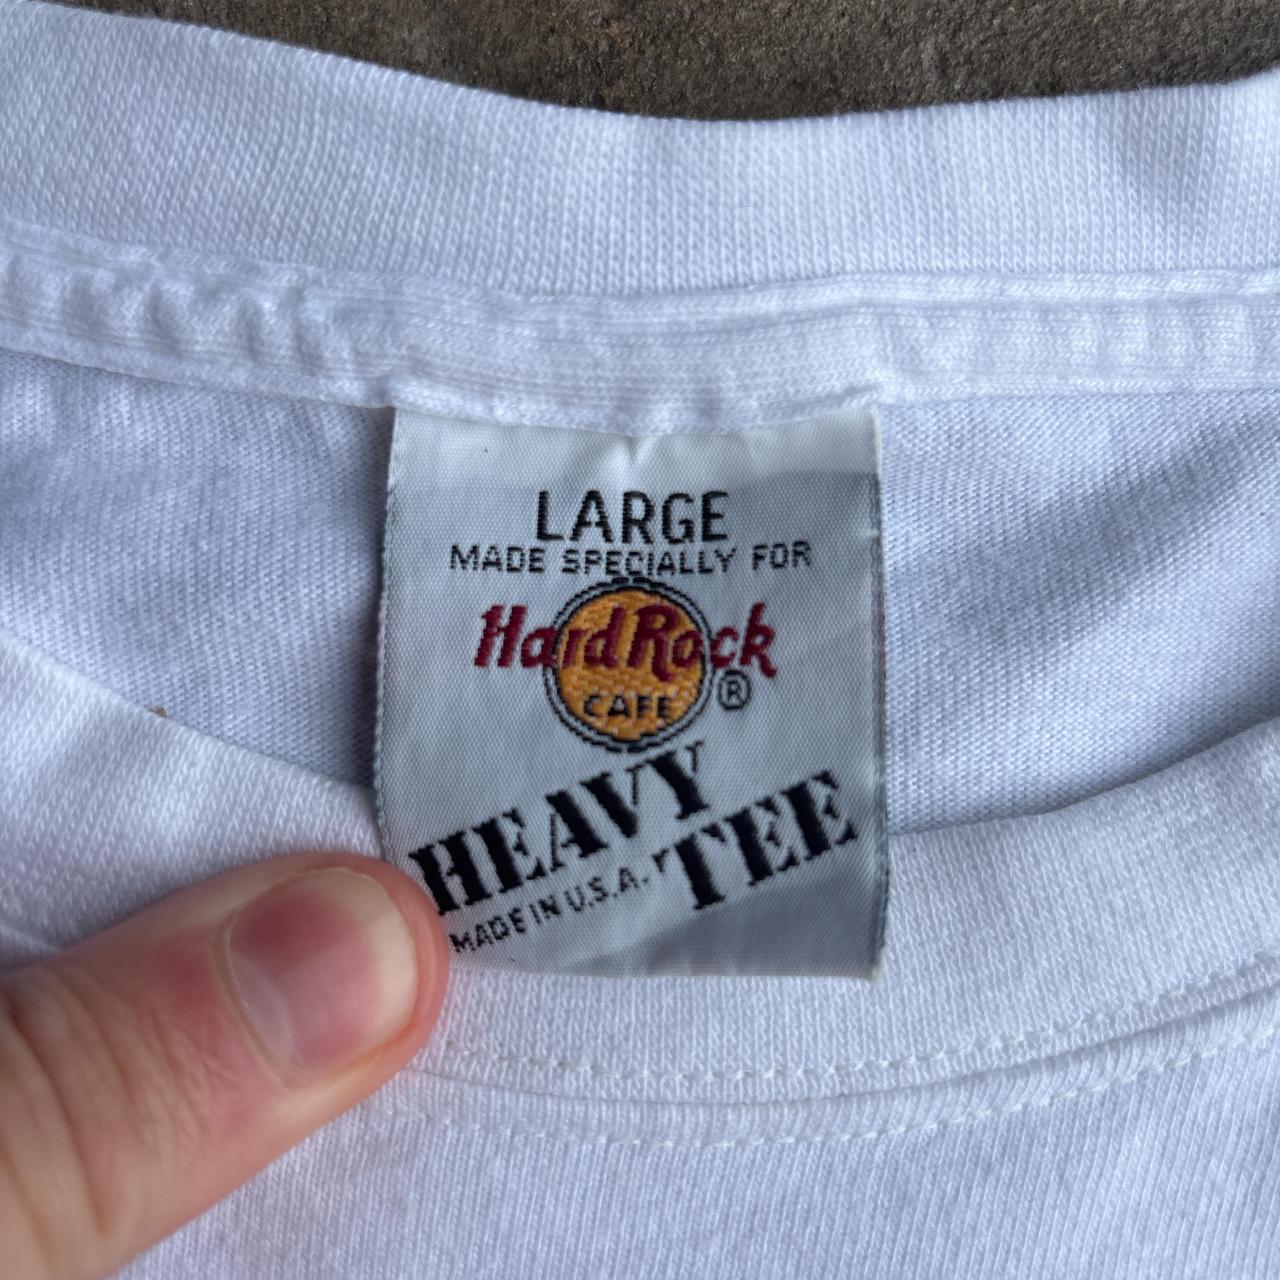 LARGE
MADE SPECIALLY FOR
Hard Rock
CAFE ®
HEAVY
TEE
MADE IN U.S.A.